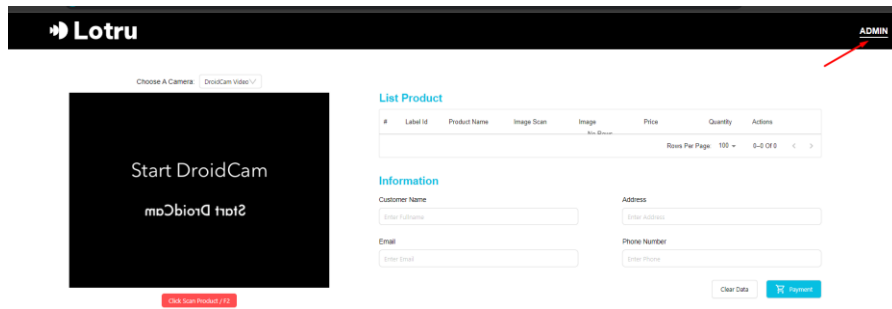 Lotru
ADMIN
Choose A Camera: DroidCam Video
Start DroidCam
Start DroidCam
Click Scan Product / F2
List Product
# Label Id Product Name Image Scan Image Price Quantity Actions
No Rows
Rows Per Page: 100 0–0 Of 0
Information
Customer Name Address
Enter Fullname Enter Address
Email Phone Number
Enter Email Enter Phone
Clear Data Payment